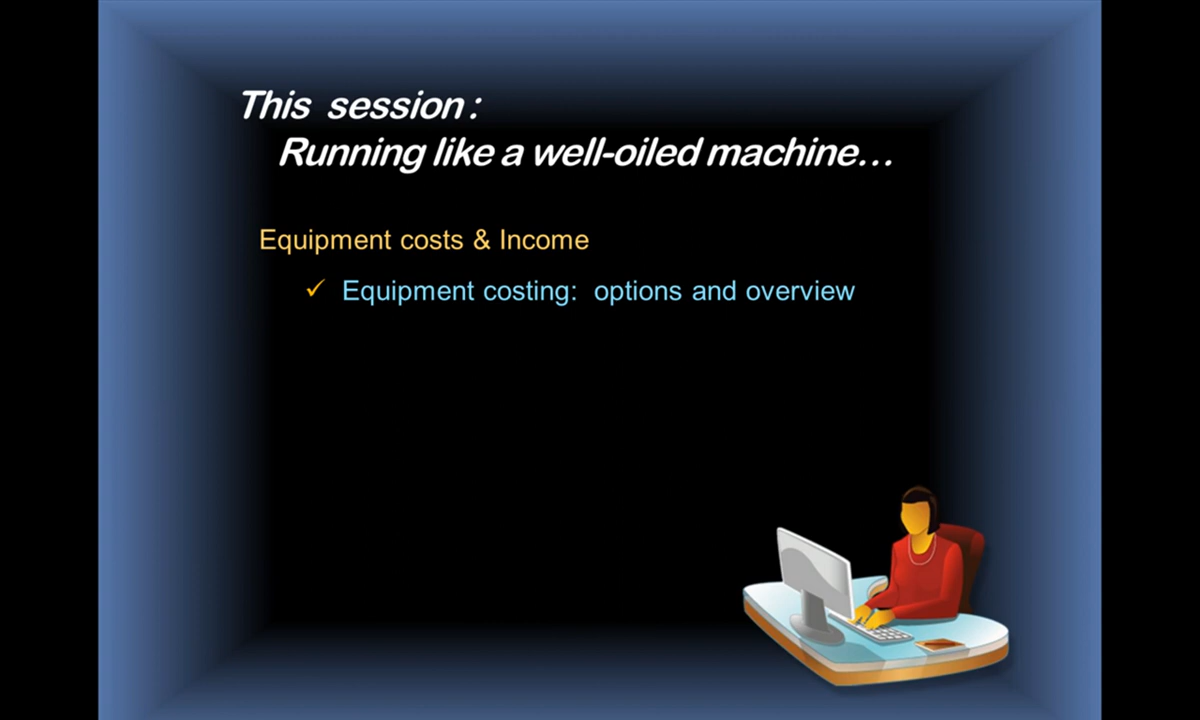 This session:
Running like a well-oiled machine…
Equipment costs & Income
✓ Equipment costing: options and overview